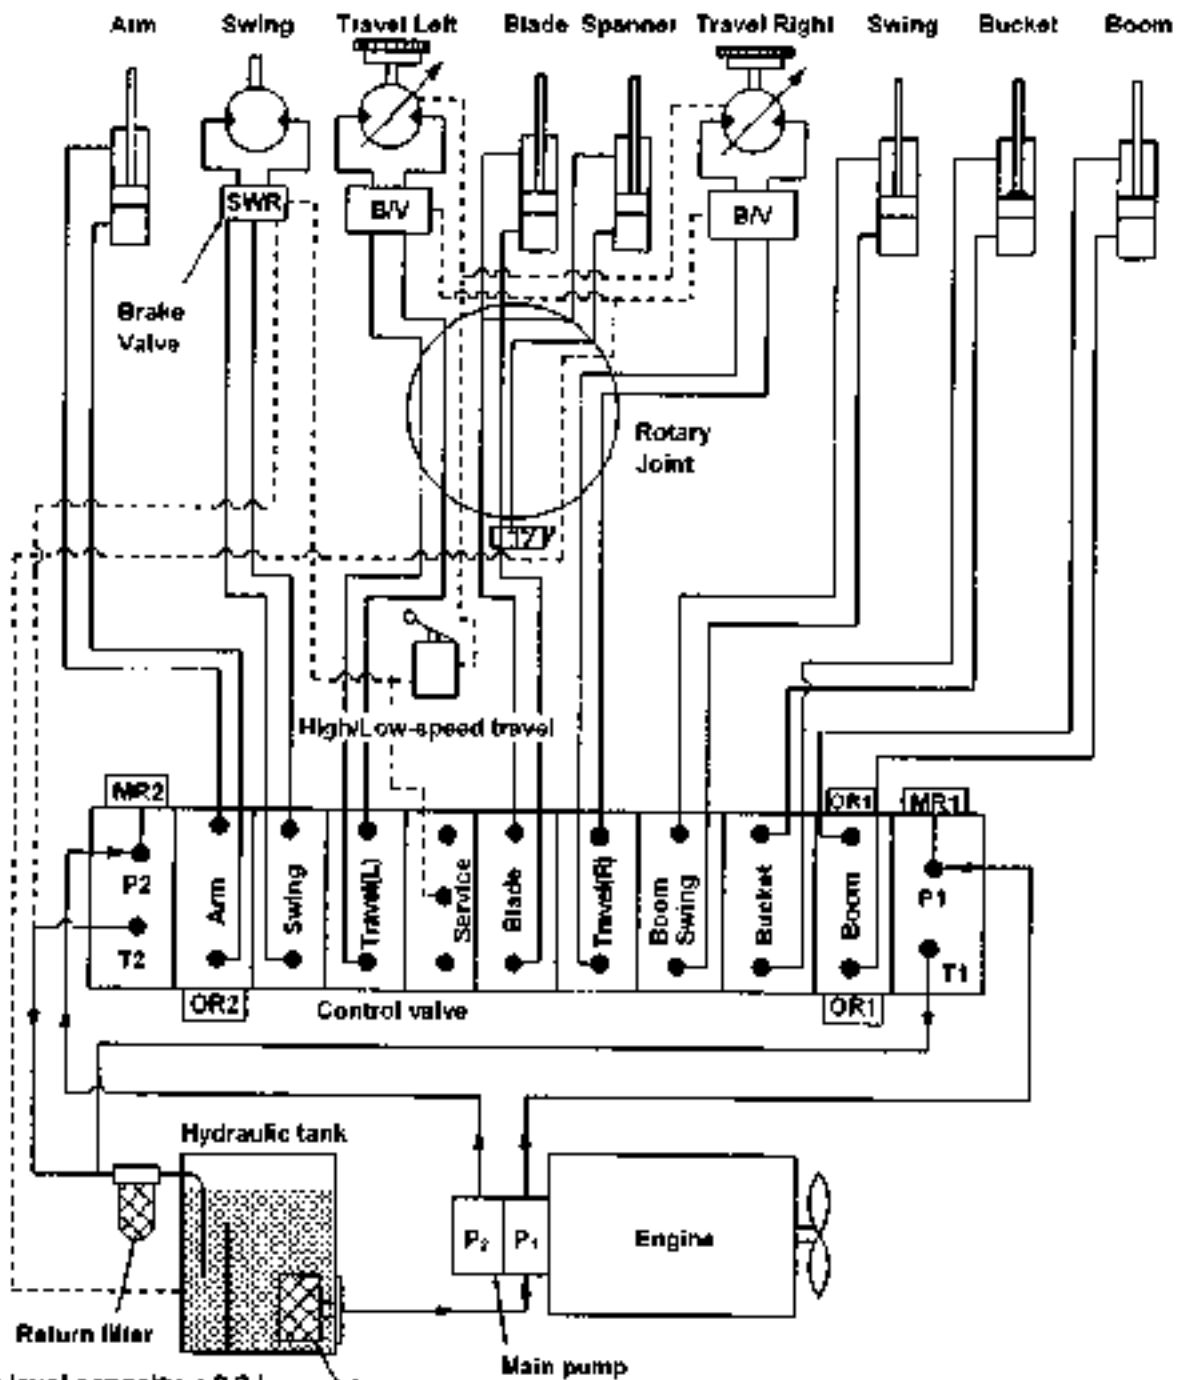 Arm Swing Travel Left Blade Spanner Travel Right Swing Bucket Boom
SWR B/V B/V
Brake
Valve
Rotary
Joint
High/Low-speed travel
MR2 OR1 MR1
P2 Arm Swing Travel(L) Service Blade Travel(R) Boom Swing Bucket Boom P1
T2 T1
OR2 Control valve OR1
Hydraulic tank
P2 P1 Engine
Return filter
Main pump